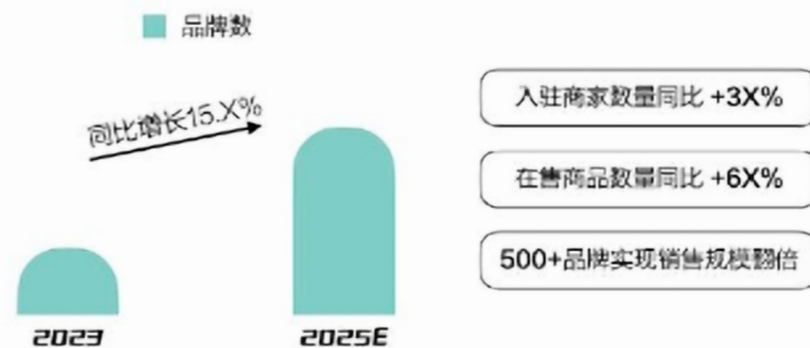 品牌数
同比增长15.X%
入驻商家数量同比 +3X%
在售商品数量同比 +6X%
500+品牌实现销售规模翻倍
2023
2025E